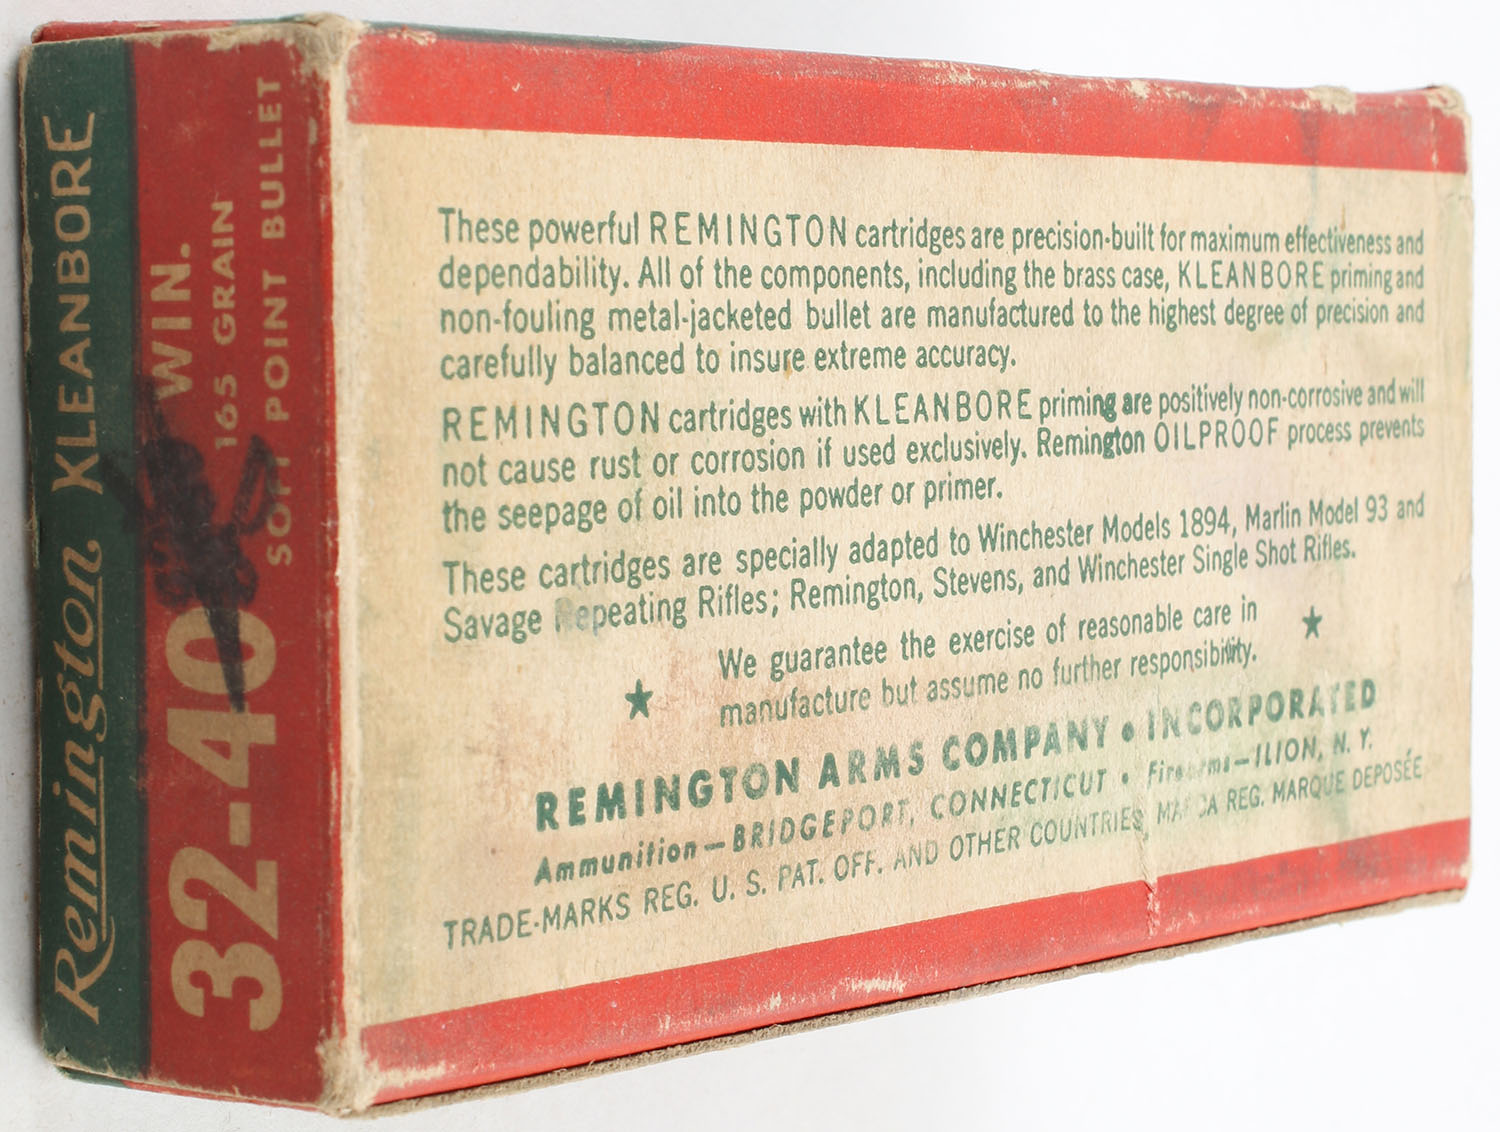 Remington KLEANBORE
32-40 WIN.
165 GRAIN
SOFT POINT BULLET
These powerful REMINGTON cartridges are precision-built for maximum effectiveness and
dependability. All of the components, including the brass case, KLEANBORE priming and
non-fouling metal-jacketed bullet are manufactured to the highest degree of precision and
carefully balanced to insure extreme accuracy.
REMINGTON cartridges with KLEANBORE priming are positively non-corrosive and will
not cause rust or corrosion if used exclusively. Remington OILPROOF process prevents
the seepage of oil into the powder or primer.
These cartridges are specially adapted to Winchester Models 1894, Marlin Model 93 and
Savage Repeating Rifles; Remington, Stevens, and Winchester Single Shot Rifles.
We guarantee the exercise of reasonable care in
manufacture but assume no further responsibility.
REMINGTON ARMS COMPANY • INCORPORATED
Ammunition—BRIDGEPORT, CONNECTICUT • Firearms—ILION, N. Y.
TRADE-MARKS REG. U. S. PAT. OFF. AND OTHER COUNTRIES, MARCA REG. MARQUE DEPOSÉE